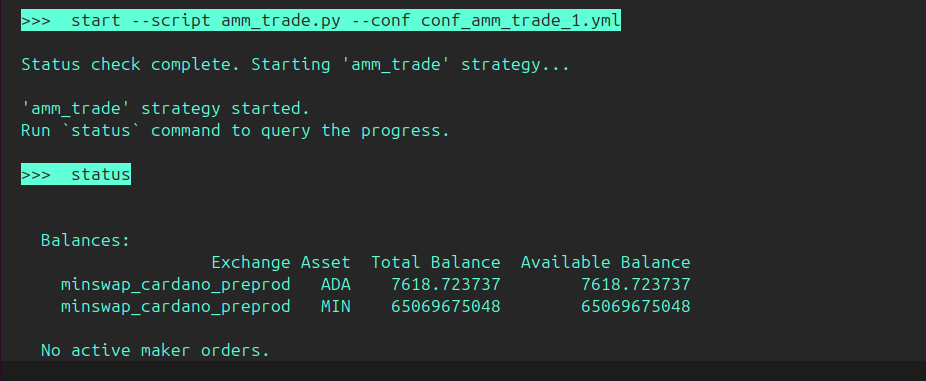 >>>  start --script amm_trade.py --conf conf_amm_trade_1.yml
Status check complete. Starting 'amm_trade' strategy...
'amm_trade' strategy started.
Run `status` command to query the progress.
>>>  status
Balances:
Exchange Asset  Total Balance  Available Balance
minswap_cardano_preprod   ADA    7618.723737        7618.723737
minswap_cardano_preprod   MIN    65069675048        65069675048
No active maker orders.